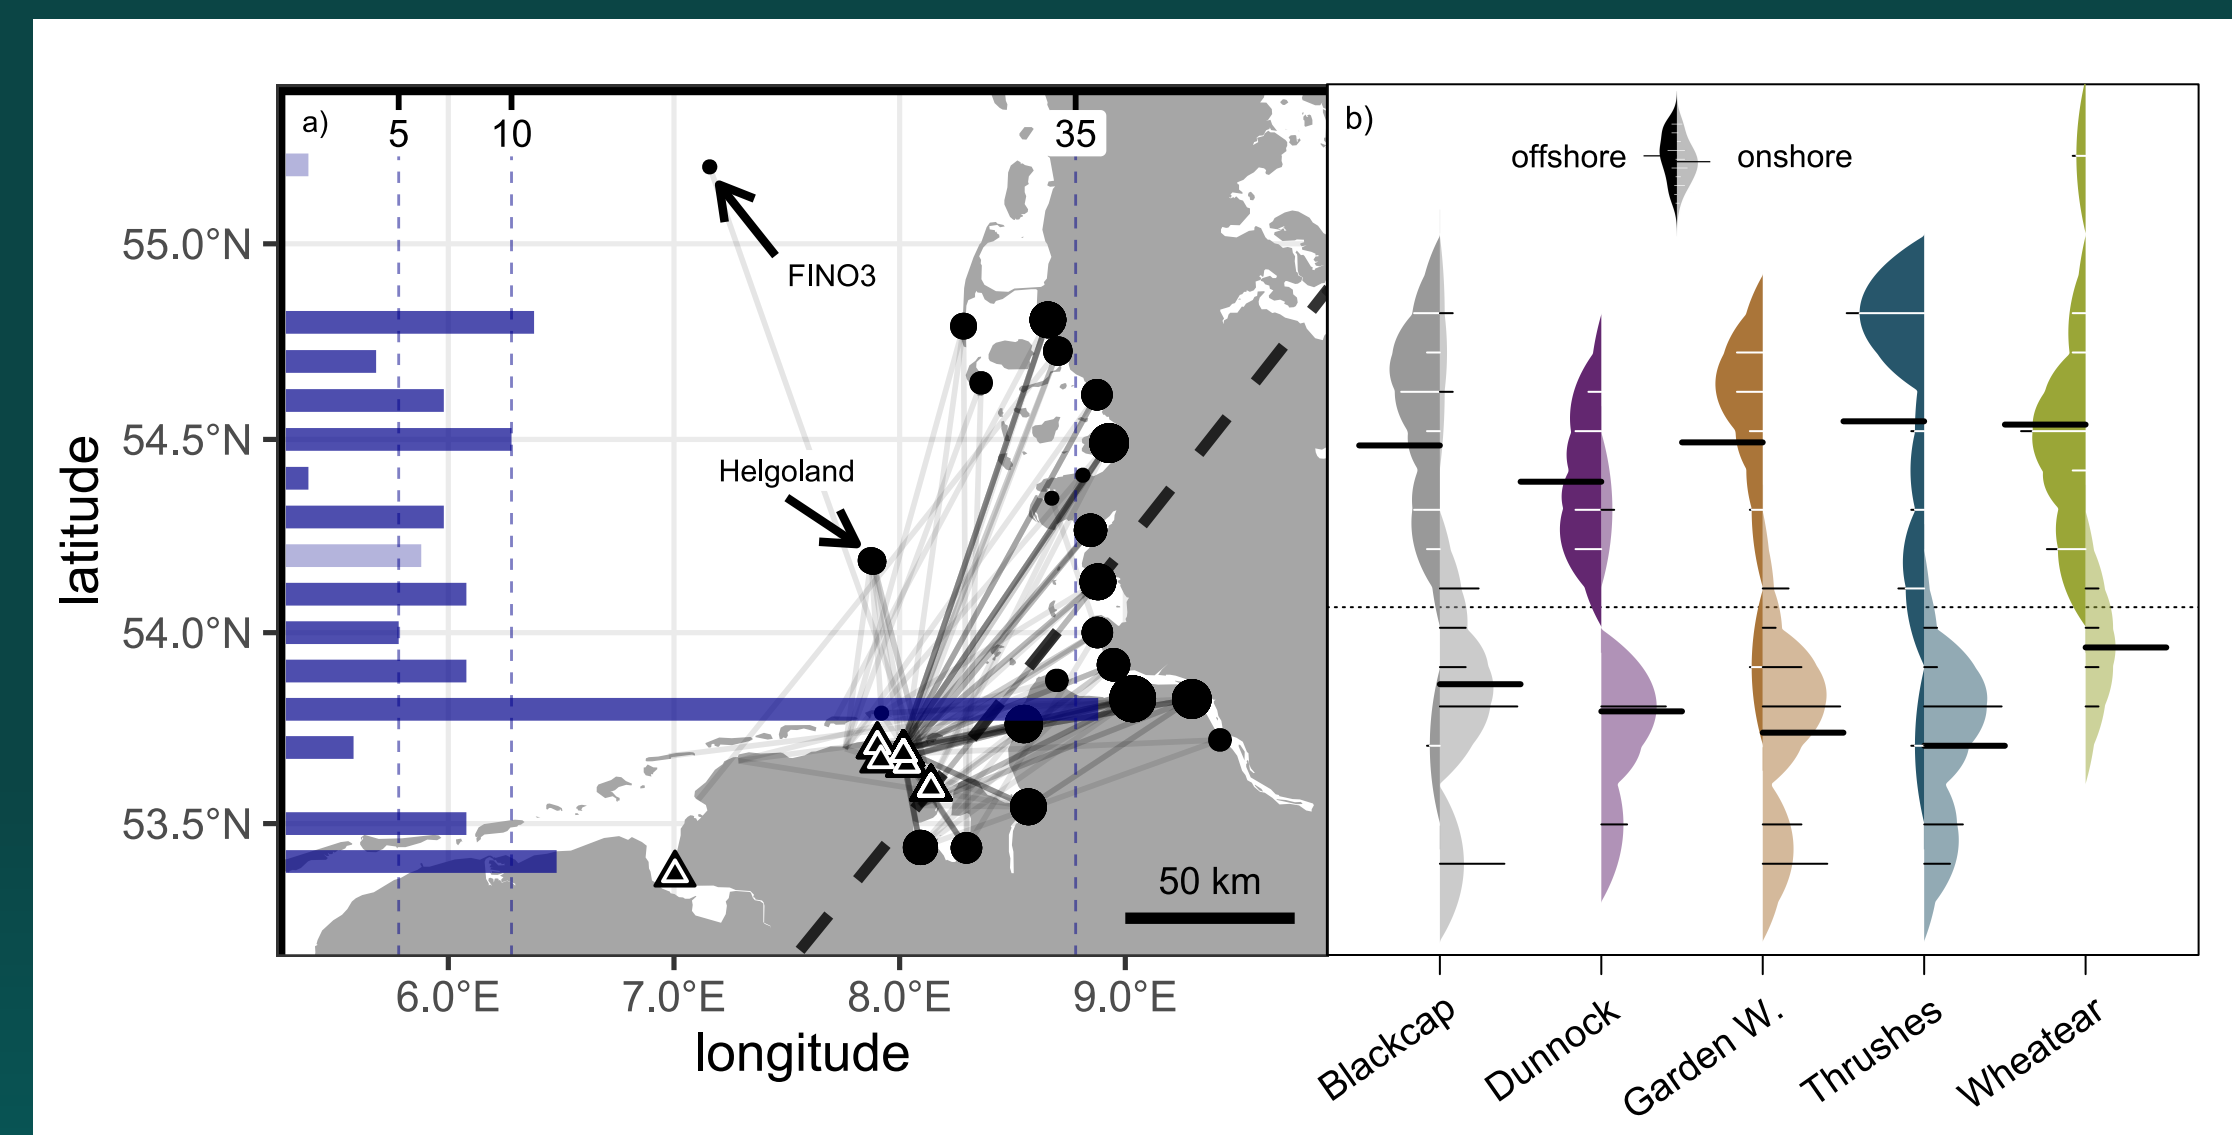 a)
5
10
35
b)
offshore
onshore
55.0°N
FINO3
54.5°N
Helgoland
54.0°N
53.5°N
50 km
latitude
6.0°E
7.0°E
8.0°E
9.0°E
longitude
Blackcap
Dunnock
Garden W.
Thrushes
Wheatear